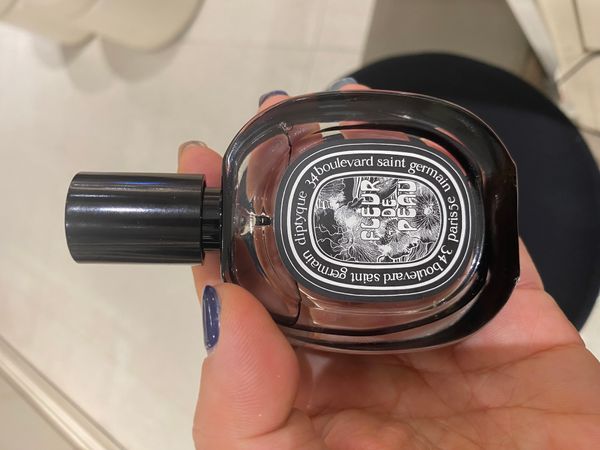 34 boulevard saint germain paris 5e 34 boulevard saint germain diptyque
FLEUR
DE
PEAU